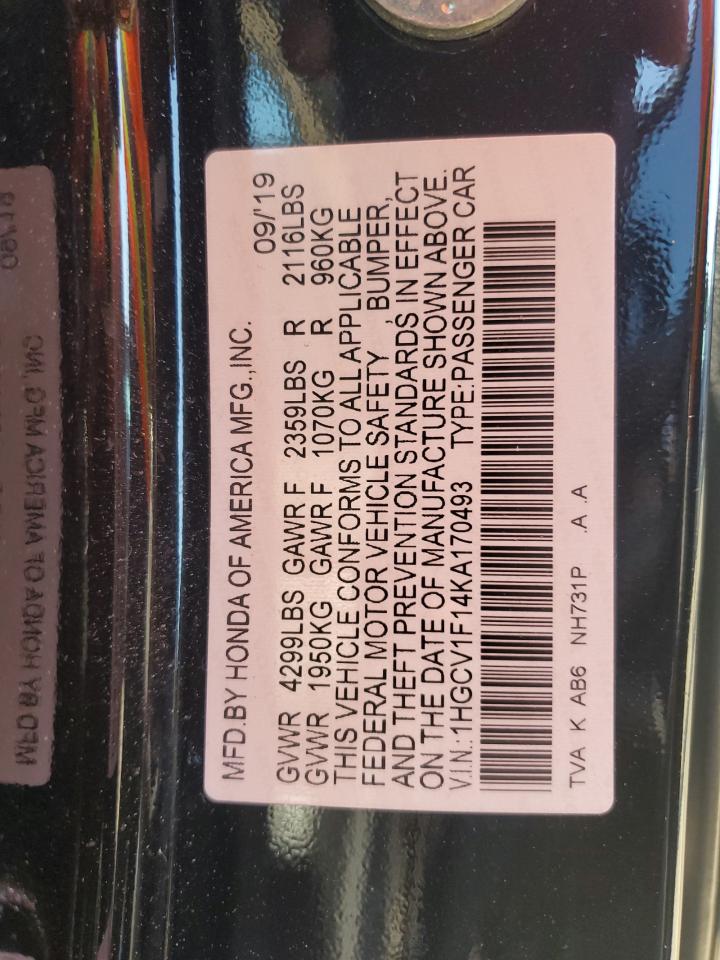 MFD.BY HONDA OF AMERICA MFG.,INC.
09/'19
GVWR 4299LBS GAWR F 2359LBS R 2116LBS
GVWR 1950KG GAWR F 1070KG R 960KG
THIS VEHICLE CONFORMS TO ALL APPLICABLE
FEDERAL MOTOR VEHICLE SAFETY, BUMPER,
AND THEFT PREVENTION STANDARDS IN EFFECT
ON THE DATE OF MANUFACTURE SHOWN ABOVE.
V.I.N.:1HGCV1F14KA170493 TYPE:PASSENGER CAR
TVA K AB6 NH731P .A .A